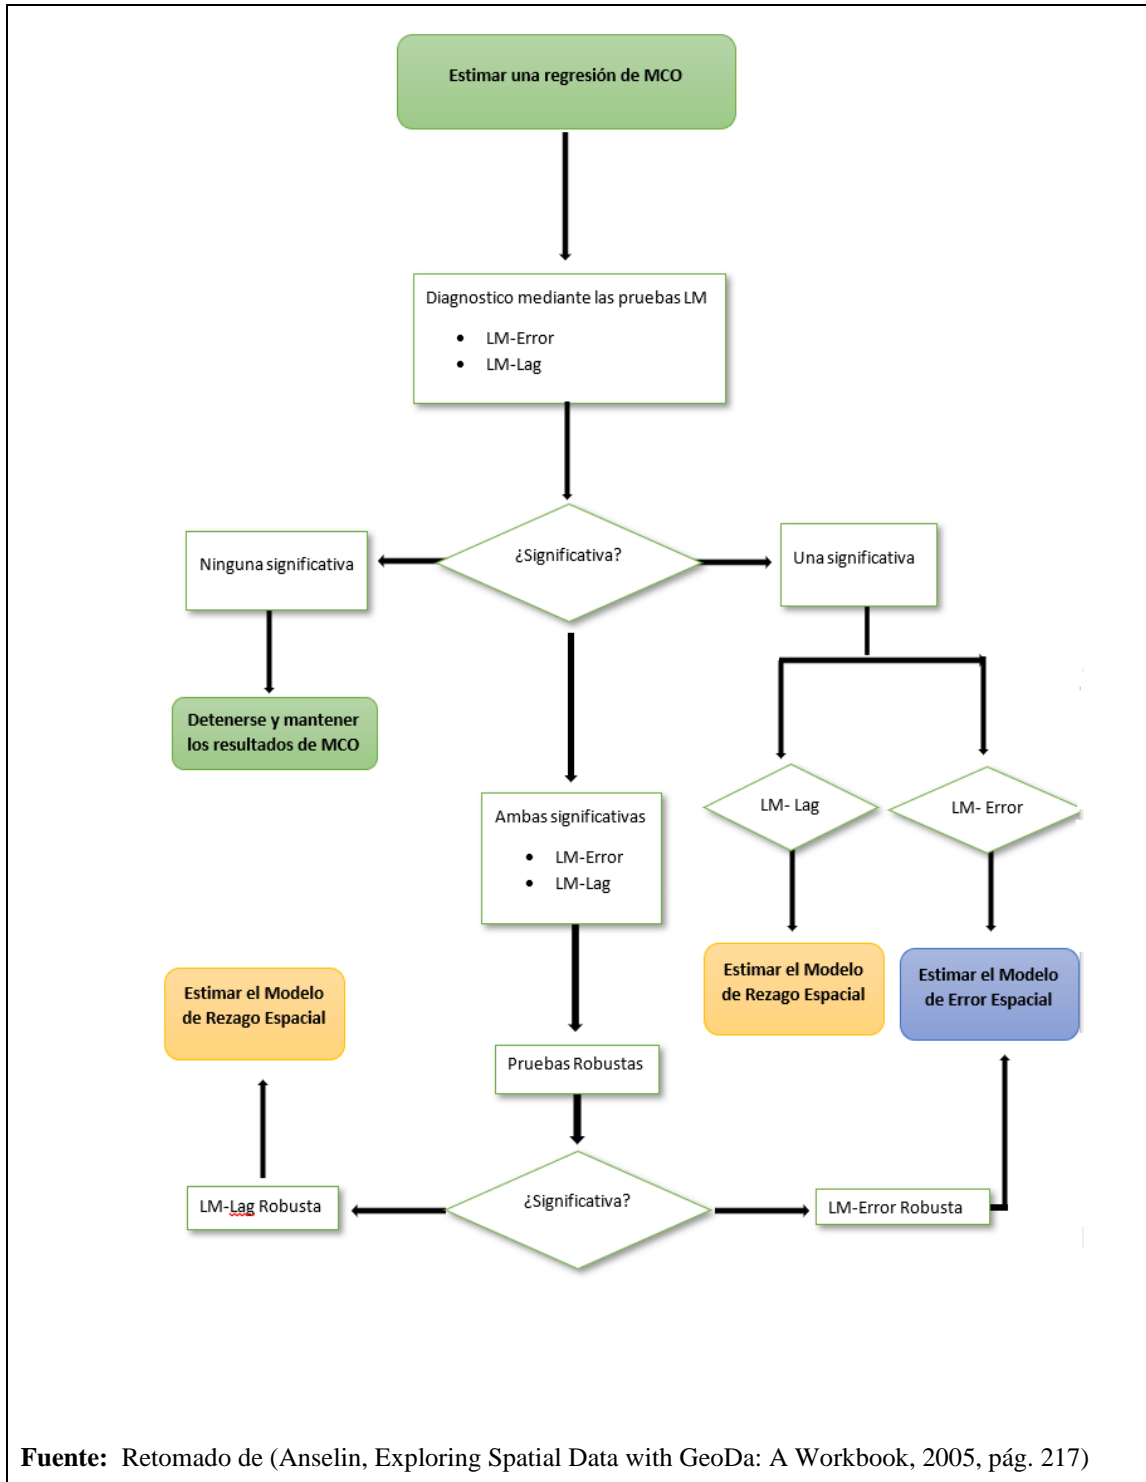 Estimar una regresión de MCO
Diagnostico mediante las pruebas LM
• LM-Error
• LM-Lag
¿Significativa?
Ninguna significativa
Una significativa
Detenerse y mantener
los resultados de MCO
LM- Lag
LM- Error
Ambas significativas
• LM-Error
• LM-Lag
Estimar el Modelo
de Rezago Espacial
Estimar el Modelo
de Error Espacial
Estimar el Modelo
de Rezago Espacial
Pruebas Robustas
¿Significativa?
LM-Lag Robusta
LM-Error Robusta
Fuente: Retomado de (Anselin, Exploring Spatial Data with GeoDa: A Workbook, 2005, pág. 217)